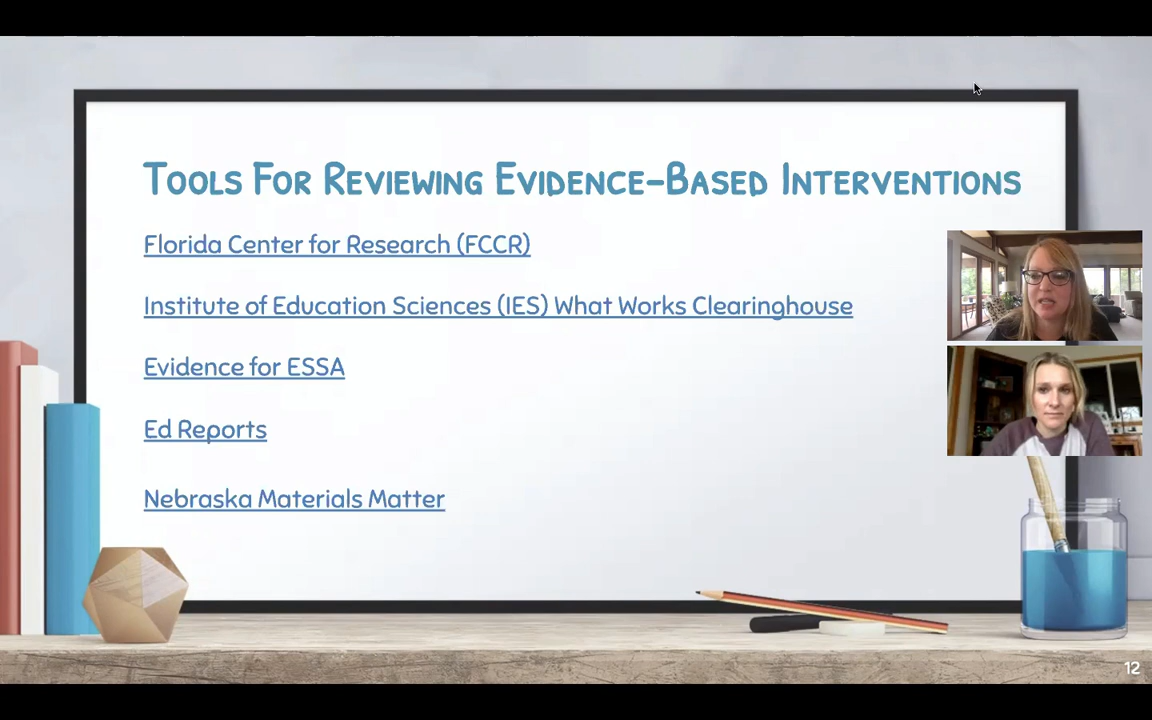 Tools For Reviewing Evidence-Based Interventions
Florida Center for Research (FCCR)
Institute of Education Sciences (IES) What Works Clearinghouse
Evidence for ESSA
Ed Reports
Nebraska Materials Matter
12